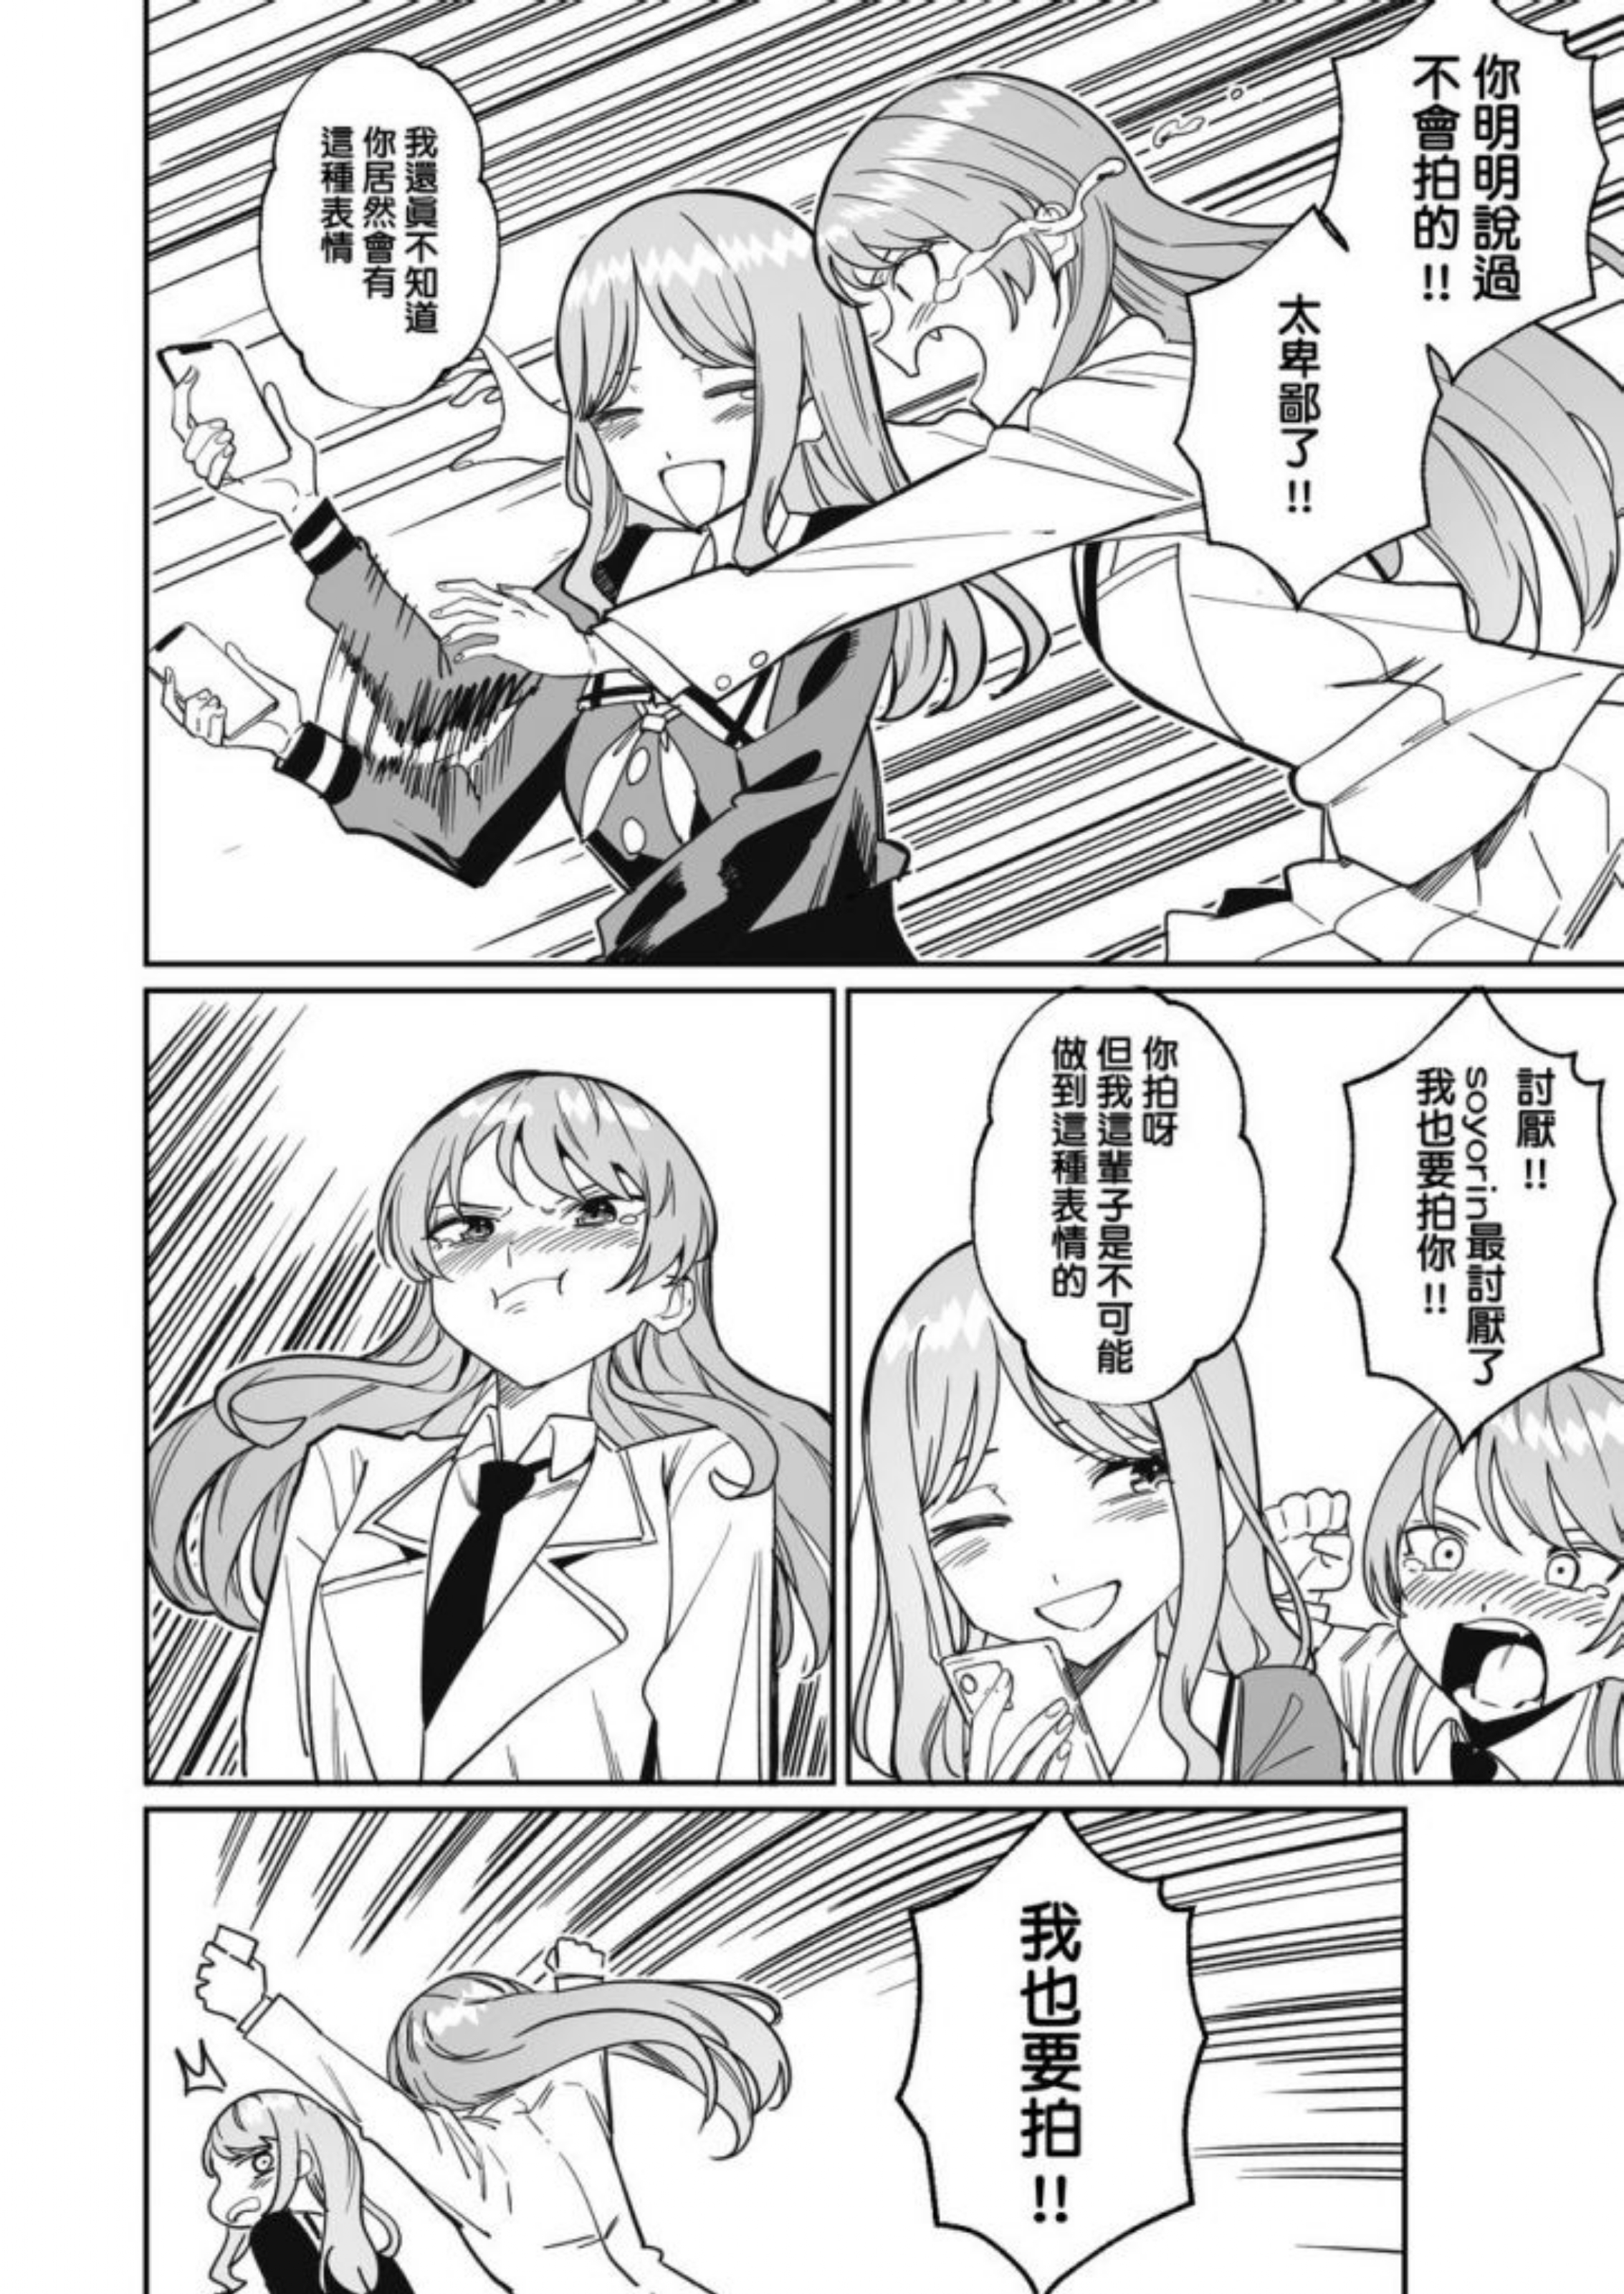 你明明說過
不會拍的!!
太卑鄙了!!
我還眞不知道
你居然會有
這種表情
討厭!!
soyorin最討厭了
我也要拍你!!
你拍呀
但我這輩子是不可能
做到這種表情的
我也要拍!!